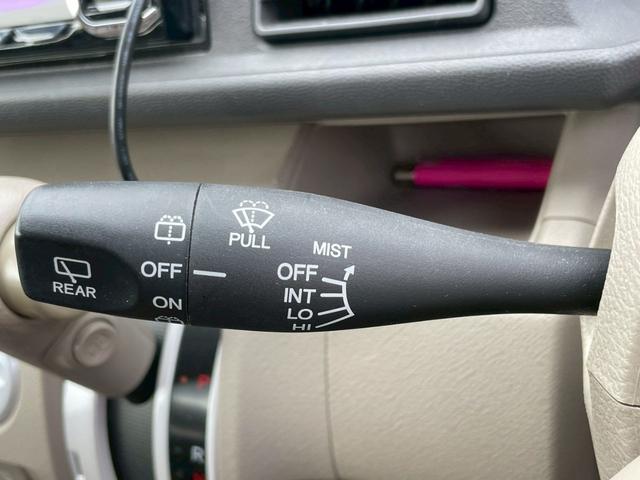 PULL
MIST
OFF
OFF
REAR
INT
ON
LO
HI
R